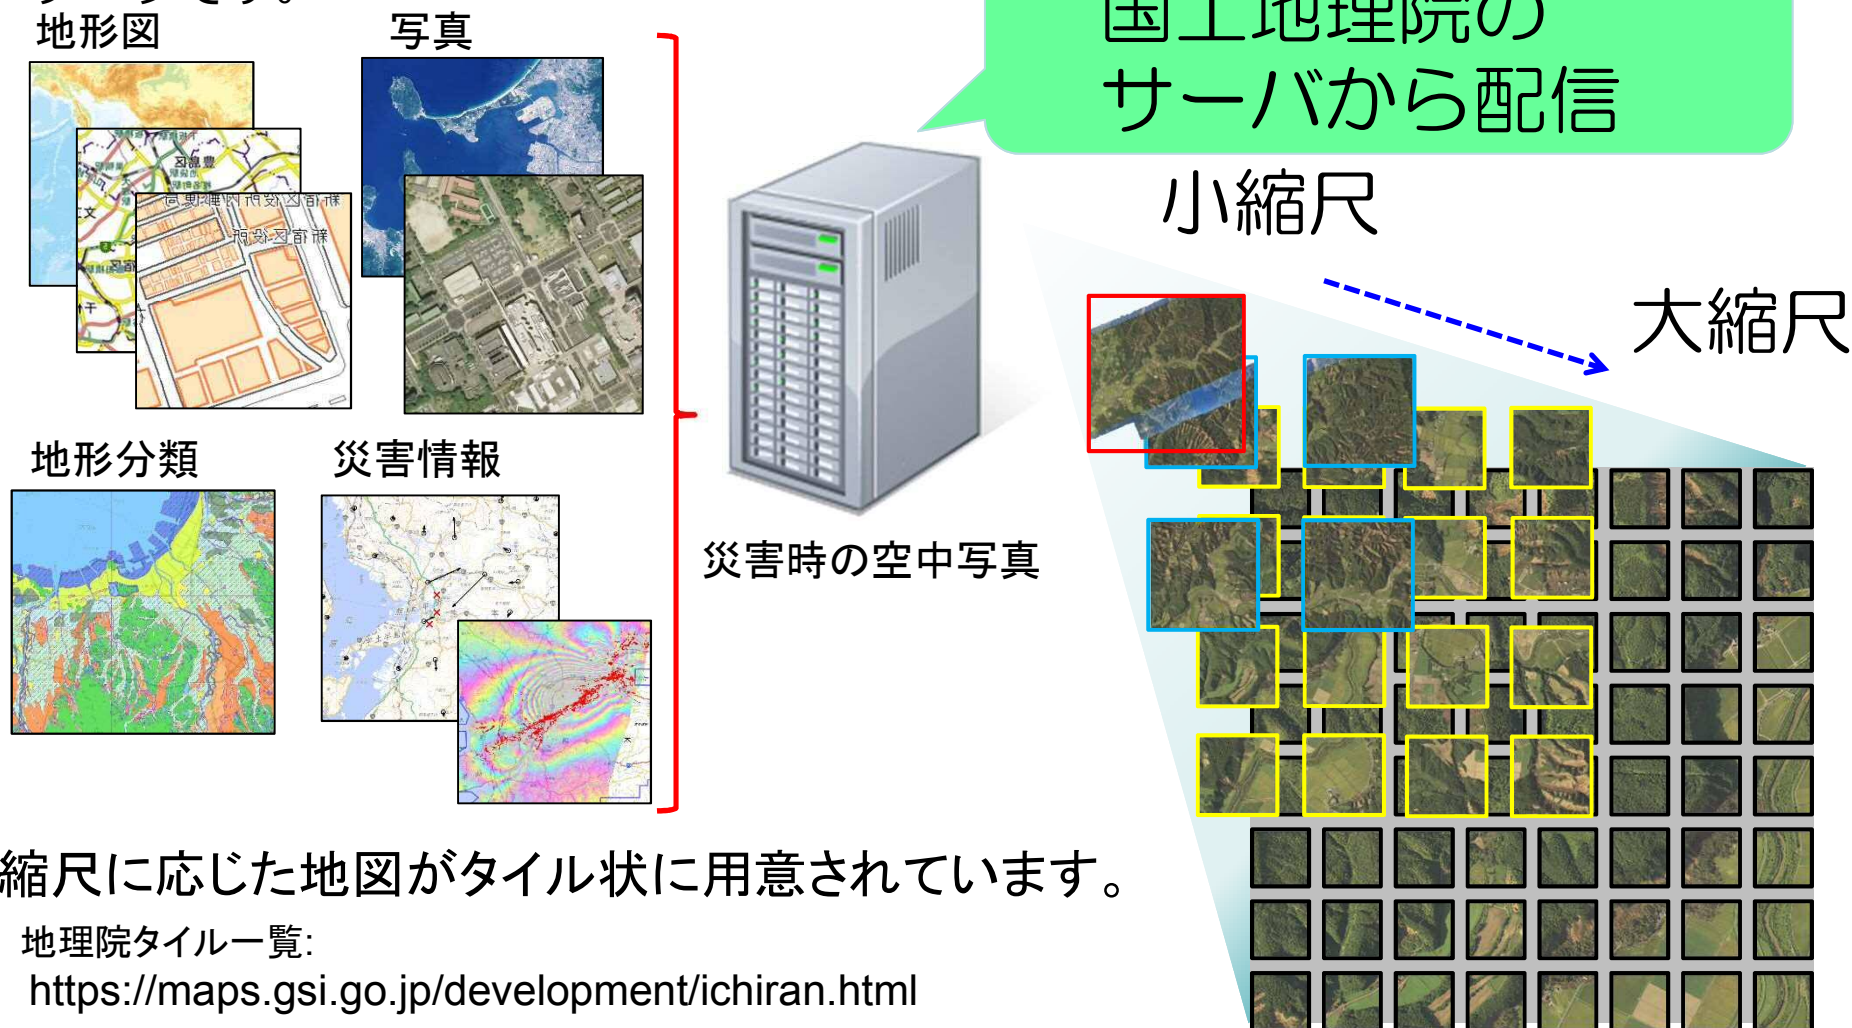 地形図
写真
国土地理院の
サーバから配信
小縮尺
大縮尺
地形分類
災害情報
災害時の空中写真
縮尺に応じた地図がタイル状に用意されています。
地理院タイル一覧:
https://maps.gsi.go.jp/development/ichiran.html